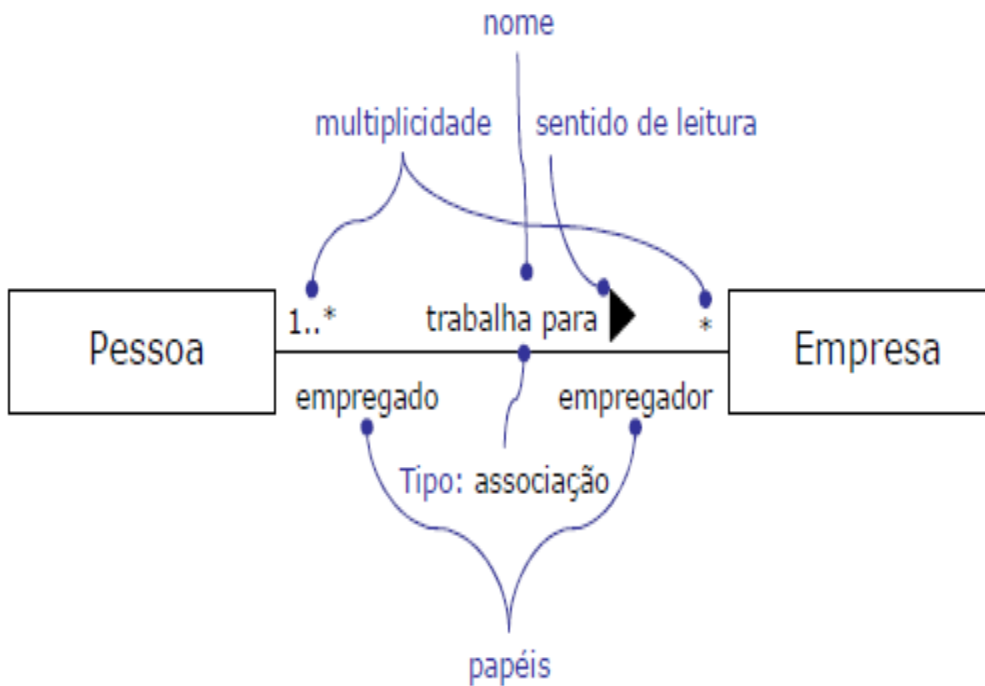 nome
multiplicidade
sentido de leitura
1..*
trabalha para
*
Pessoa
Empresa
empregado
empregador
Tipo: associação
papéis